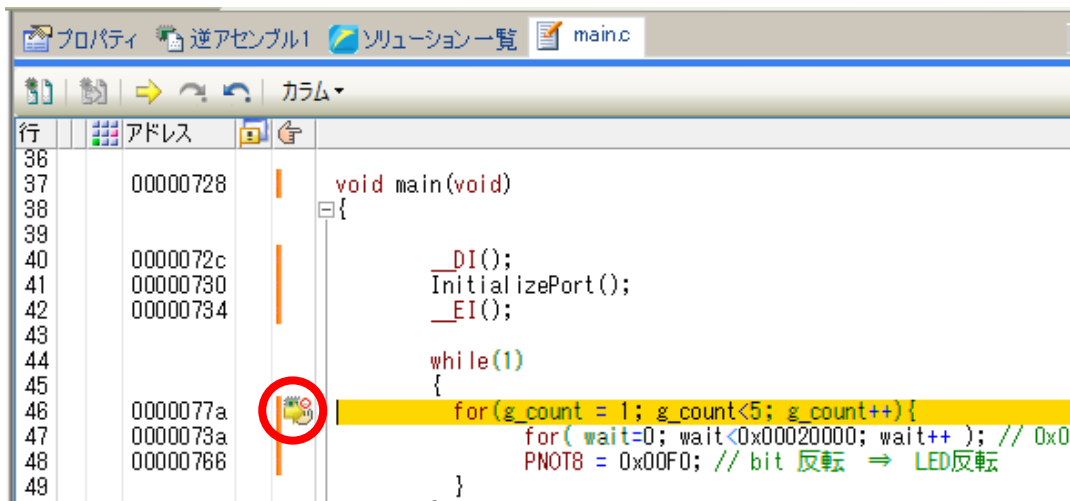 プロパティ 逆アセンブル1 ソリューション一覧 main.c
カラム
行 アドレス
36
37 00000728 void main(void)
38 {
39
40 0000072c __DI();
41 00000730 InitializePort();
42 00000734 __EI();
43
44 while(1)
45 {
46 0000077a for(g_count = 1; g_count<5; g_count++){
47 0000073a for( wait=0; wait<0x00020000; wait++ ); // 0x0
48 00000766 PNOT8 = 0x00F0; // bit 反転 ⇒ LED反転
49 }